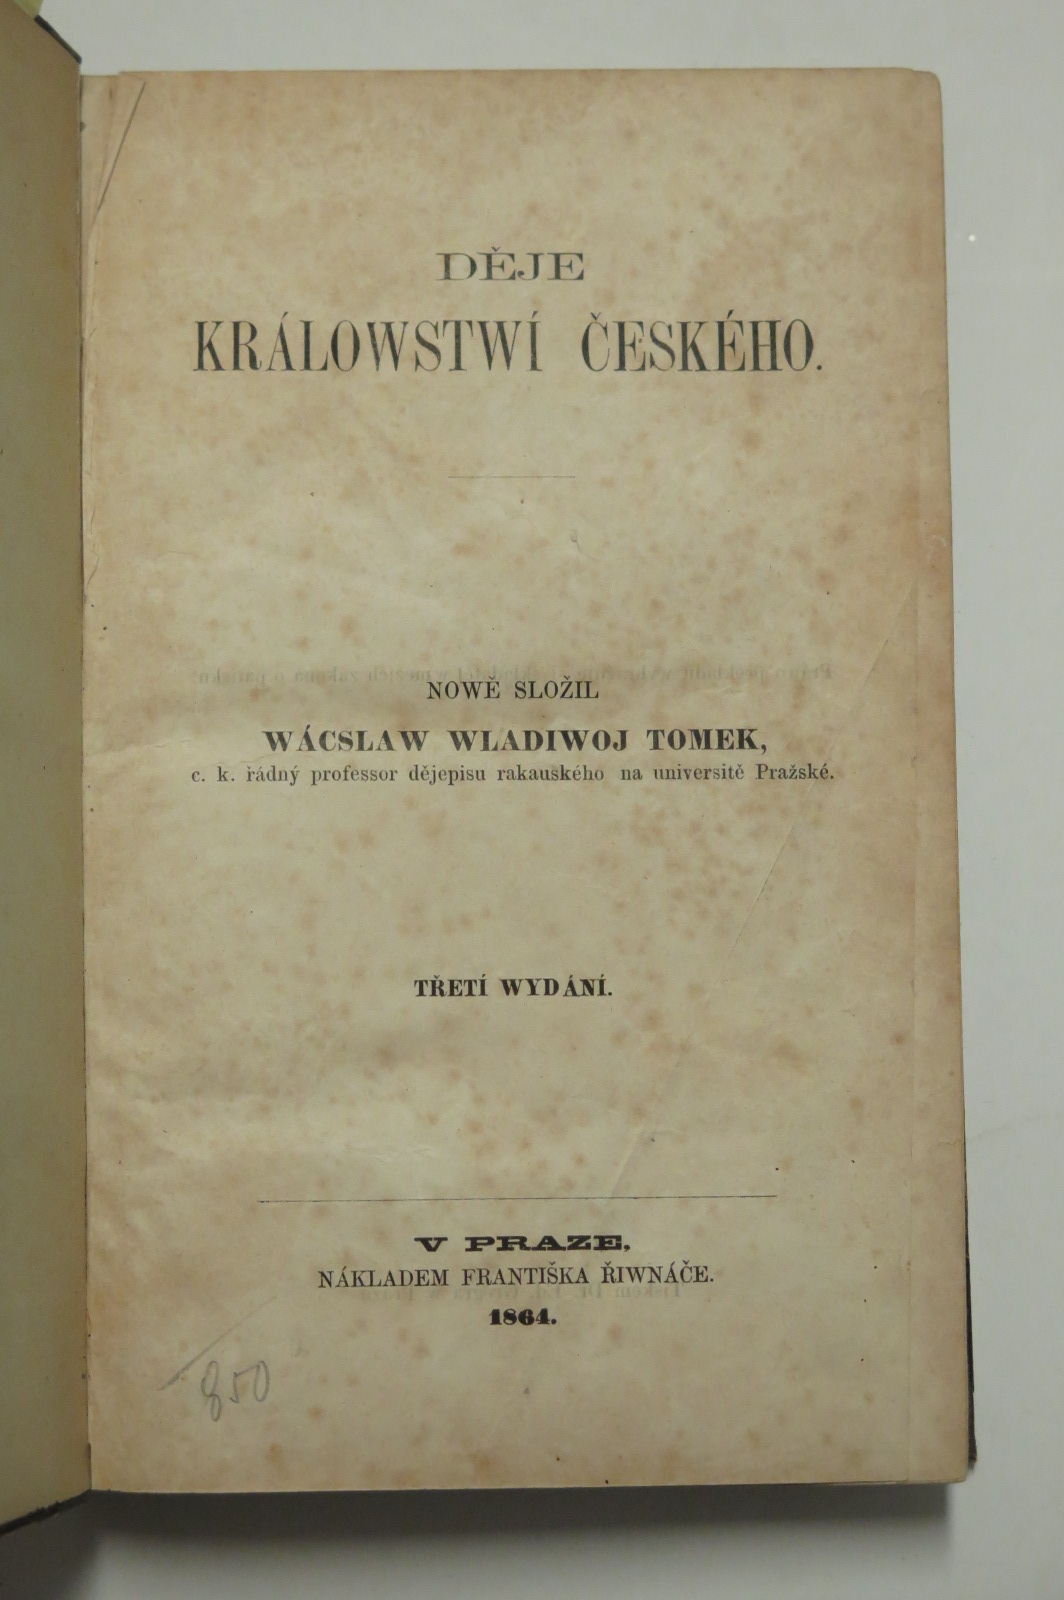 DĚJE
KRÁLOWSTWÍ ČESKÉHO.
NOWĚ SLOŽIL
WÁCSLAW WLADIWOJ TOMEK,
c. k. řádný professor dějepisu rakauského na universitě Pražské.
TŘETÍ WYDÁNÍ.
V PRAZE,
NÁKLADEM FRANTIŠKA ŘIWNÁČE.
1864.
850